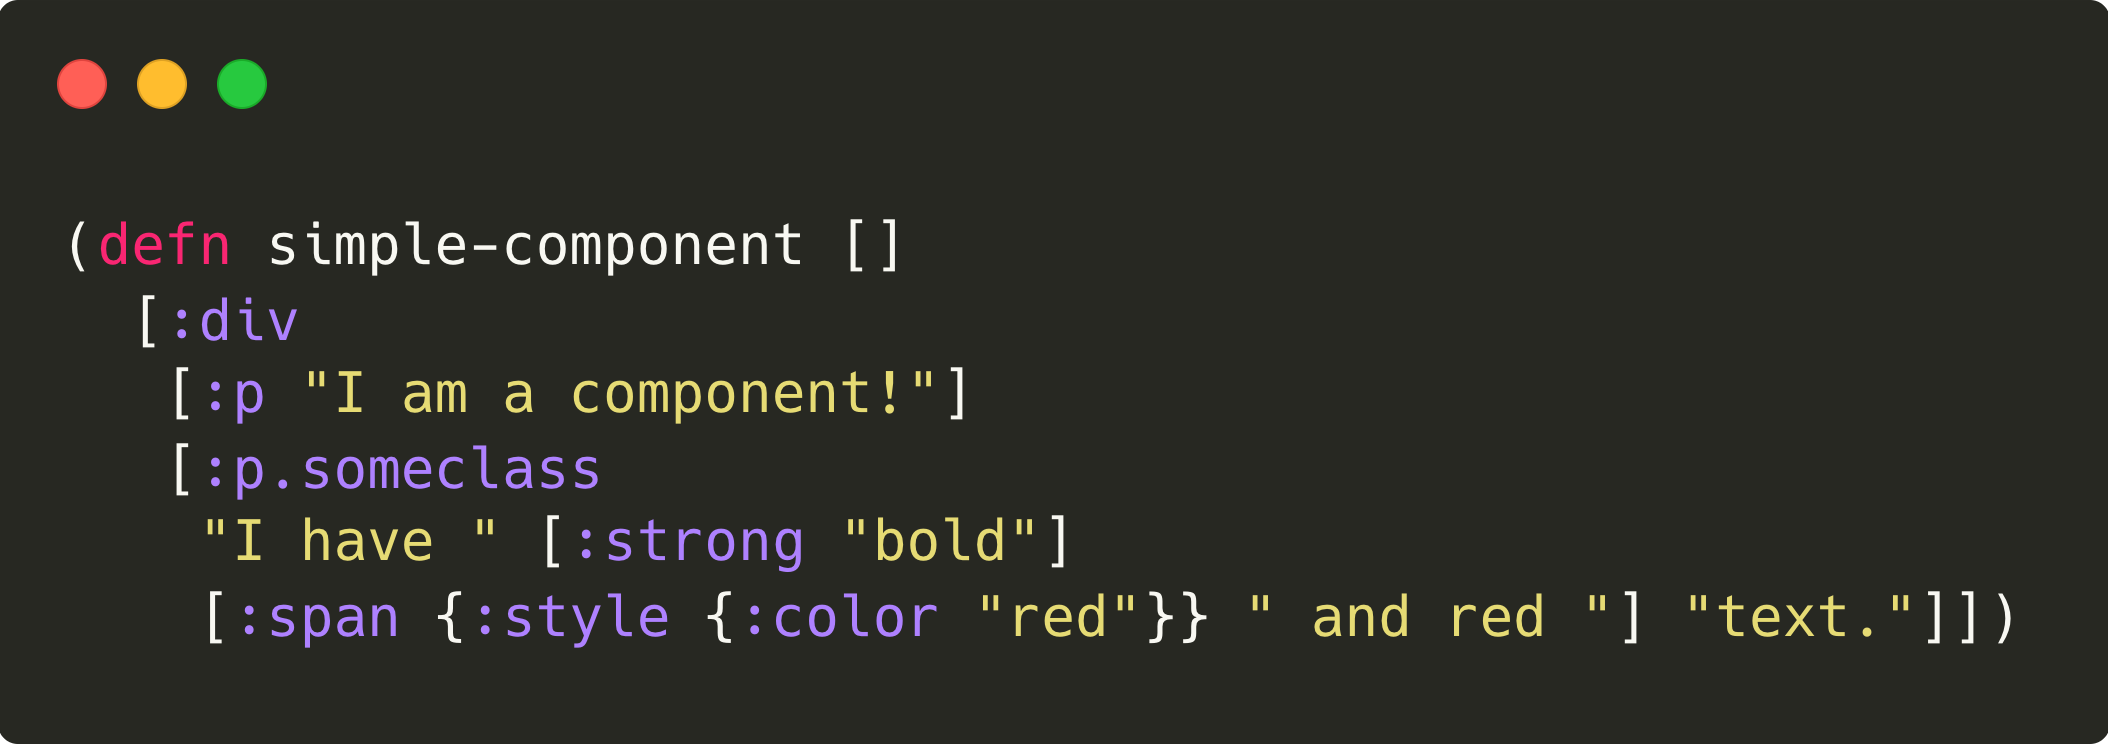 (defn simple-component []
  [:div
   [:p "I am a component!"]
   [:p.someclass
    "I have " [:strong "bold"]
    [:span {:style {:color "red"}} " and red "] "text."]])